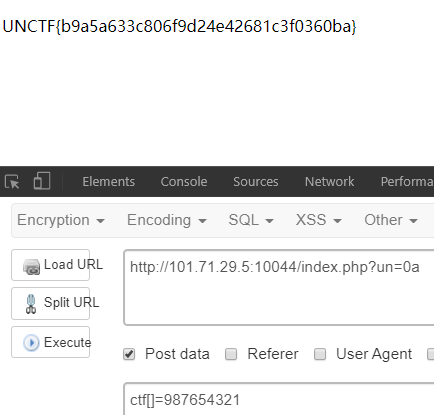 UNCTF{b9a5a633c806f9d24e42681c3f0360ba}
Elements Console Sources Network Performa
Encryption Encoding SQL XSS Other
Load URL
http://101.71.29.5:10044/index.php?un=0a
Split URL
Execute
Post data Referer User Agent
ctf[]=987654321